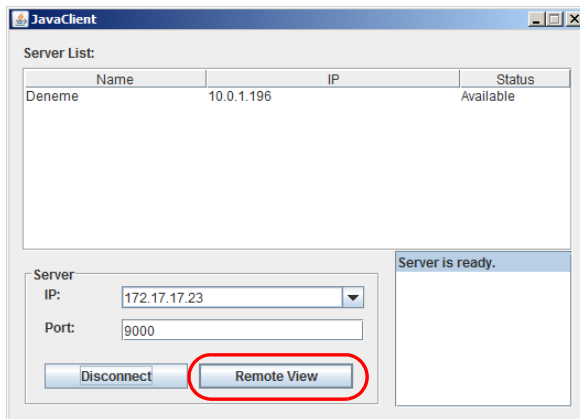 JavaClient
Server List:
Name IP Status
Deneme 10.0.1.196 Available
Server is ready.
Server
IP: 172.17.17.23
Port: 9000
Disconnect Remote View